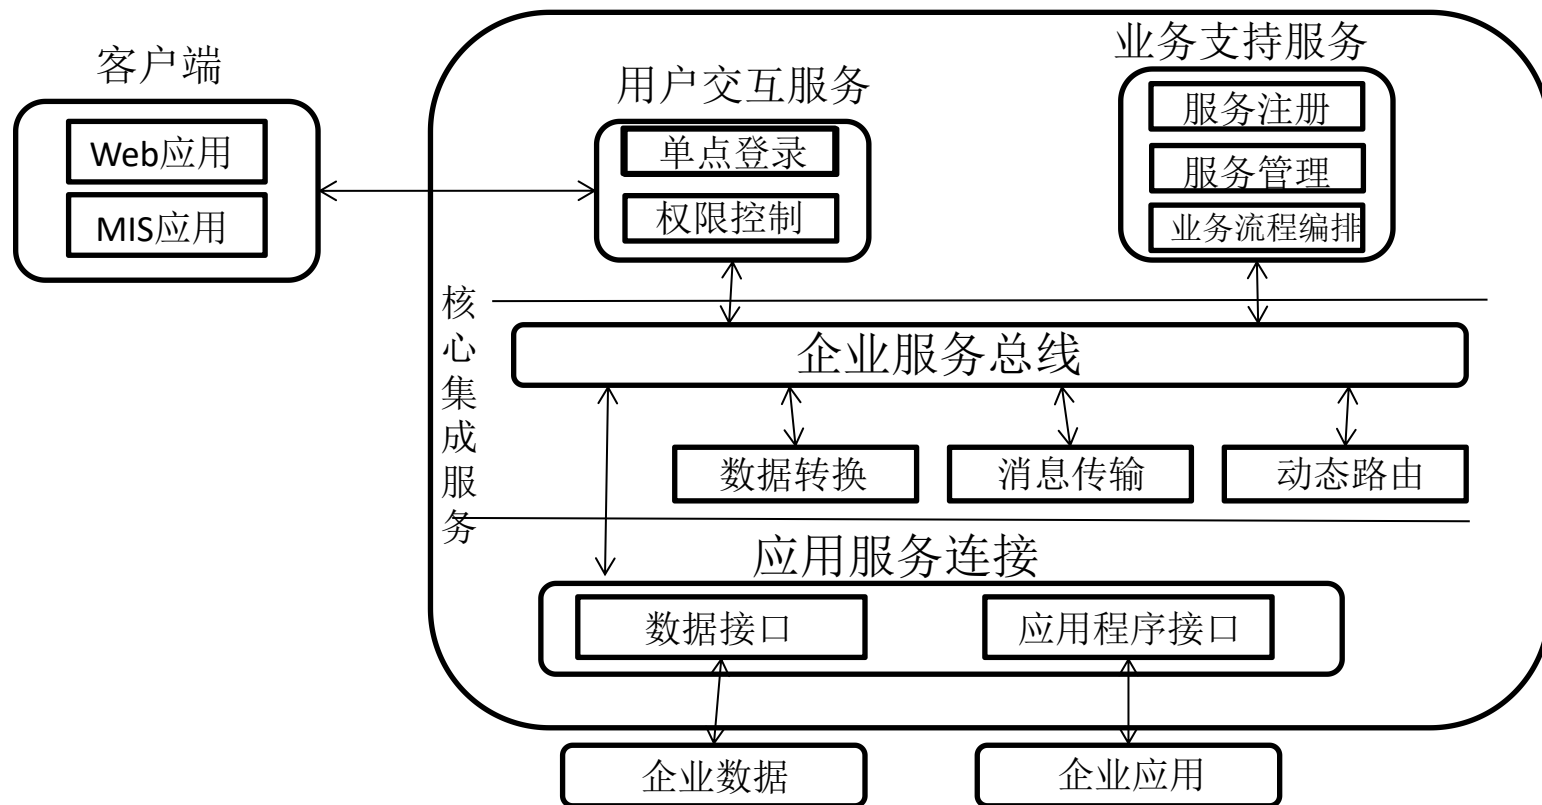 客户端
Web应用
MIS应用
用户交互服务
单点登录
权限控制
业务支持服务
服务注册
服务管理
业务流程编排
核心集成服务
企业服务总线
数据转换
消息传输
动态路由
应用服务连接
数据接口
应用程序接口
企业数据
企业应用